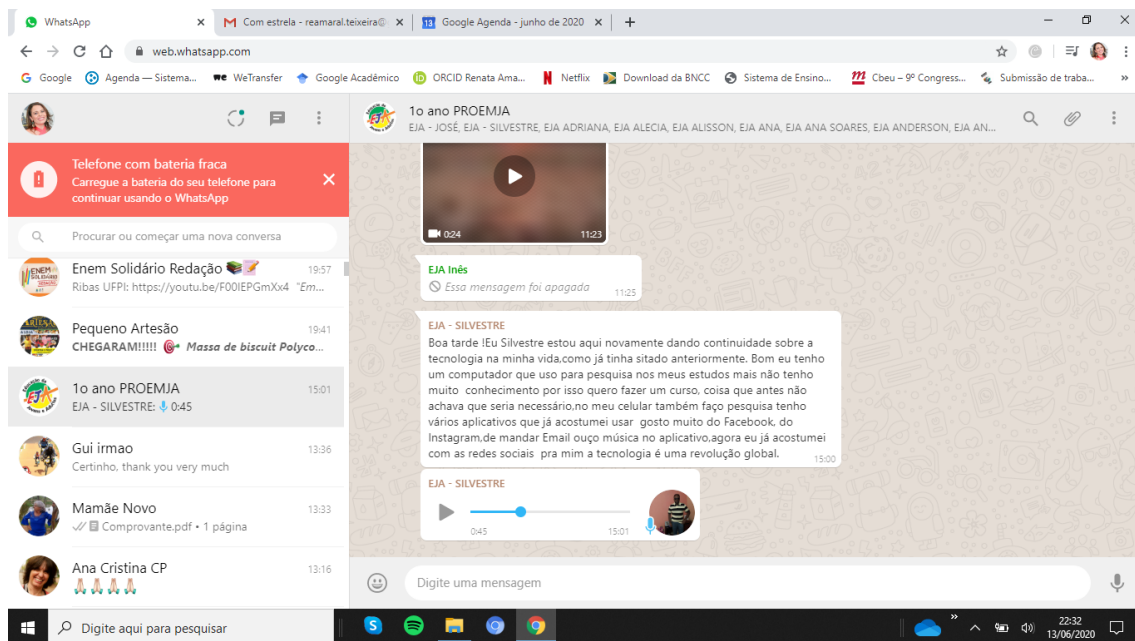 WhatsApp
Com estrela - reamaral.teixeira@
Google Agenda - junho de 2020
web.whatsapp.com
Google
Agenda — Sistema...
WeTransfer
Google Acadêmico
ORCID Renata Ama...
Netflix
Download da BNCC
Sistema de Ensino...
Cbeu – 9º Congress...
Submissão de traba...
Telefone com bateria fraca
Carregue a bateria do seu telefone para
continuar usando o WhatsApp
Procurar ou começar uma nova conversa
Enem Solidário Redação 19:57
Ribas UFPI: https://youtu.be/F00IEPGmXx4 "Em...
Pequeno Artesão 19:41
CHEGARAM!!!!! Massa de biscuit Polyco...
1o ano PROEMJA 15:01
EJA - SILVESTRE: 0:45
Gui irmao 13:36
Certinho, thank you very much
Mamãe Novo 13:33
Comprovante.pdf • 1 página
Ana Cristina CP 13:16
1o ano PROEMJA
EJA - JOSÉ, EJA - SILVESTRE, EJA ADRIANA, EJA ALECIA, EJA ALISSON, EJA ANA, EJA ANA SOARES, EJA ANDERSON, EJA AN...
0:24 11:23
EJA Inês
Essa mensagem foi apagada 11:25
EJA - SILVESTRE
Boa tarde !Eu Silvestre estou aqui novamente dando continuidade sobre a
tecnologia na minha vida,como já tinha sitado anteriormente. Bom eu tenho
um computador que uso para pesquisa nos meus estudos mais não tenho
muito conhecimento por isso quero fazer um curso, coisa que antes não
achava que seria necessário,no meu celular também faço pesquisa tenho
vários aplicativos que já acostumei usar gosto muito do Facebook, do
Instagram,de mandar Email ouço música no aplicativo,agora eu já acostumei
com as redes sociais pra mim a tecnologia é uma revolução global. 15:00
EJA - SILVESTRE
0:45 15:01
Digite uma mensagem
Digite aqui para pesquisar
22:32
13/06/2020